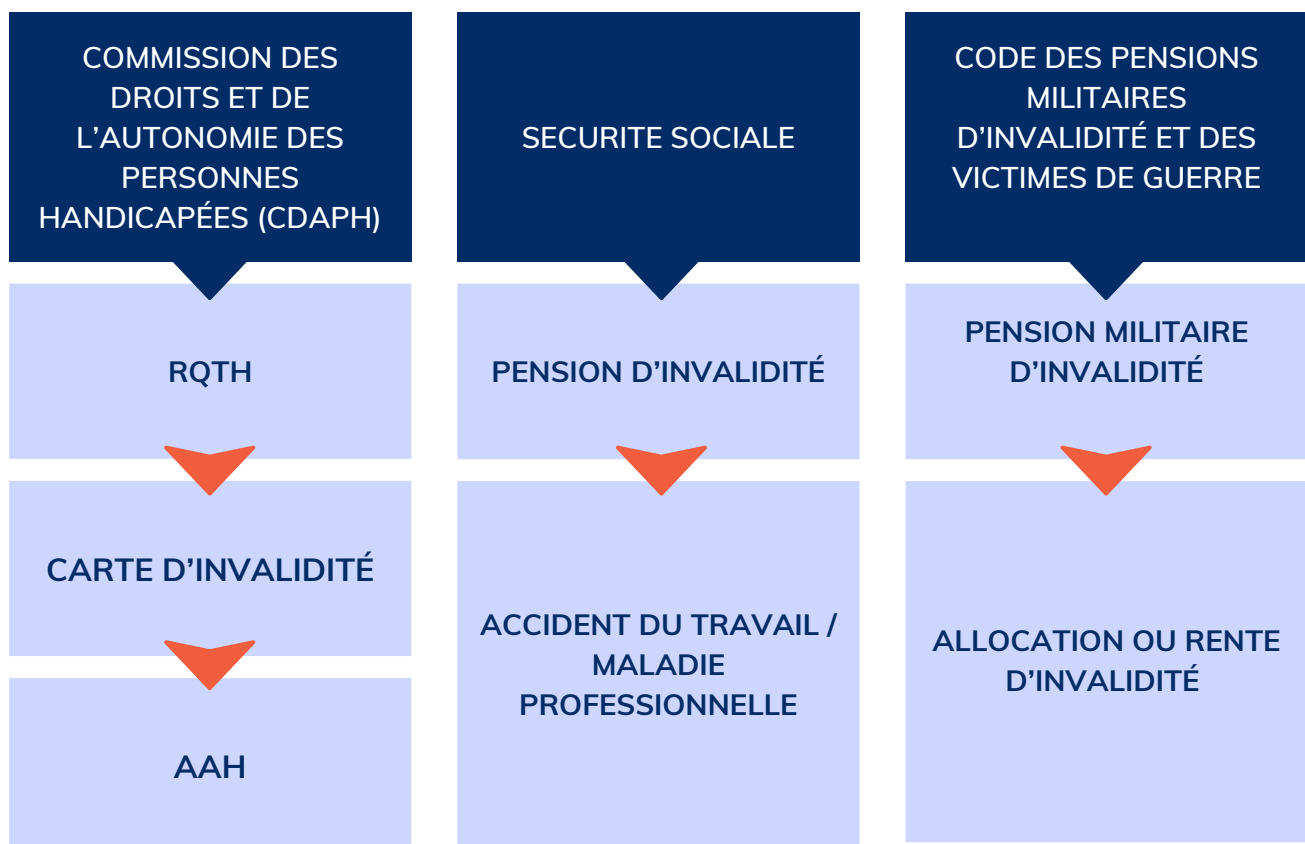 COMMISSION DES
DROITS ET DE
L’AUTONOMIE DES
PERSONNES
HANDICAPÉES (CDAPH)
RQTH
CARTE D’INVALIDITÉ
AAH
SECURITE SOCIALE
PENSION D’INVALIDITÉ
ACCIDENT DU TRAVAIL /
MALADIE
PROFESSIONNELLE
CODE DES PENSIONS
MILITAIRES
D’INVALIDITÉ ET DES
VICTIMES DE GUERRE
PENSION MILITAIRE
D’INVALIDITÉ
ALLOCATION OU RENTE
D’INVALIDITÉ